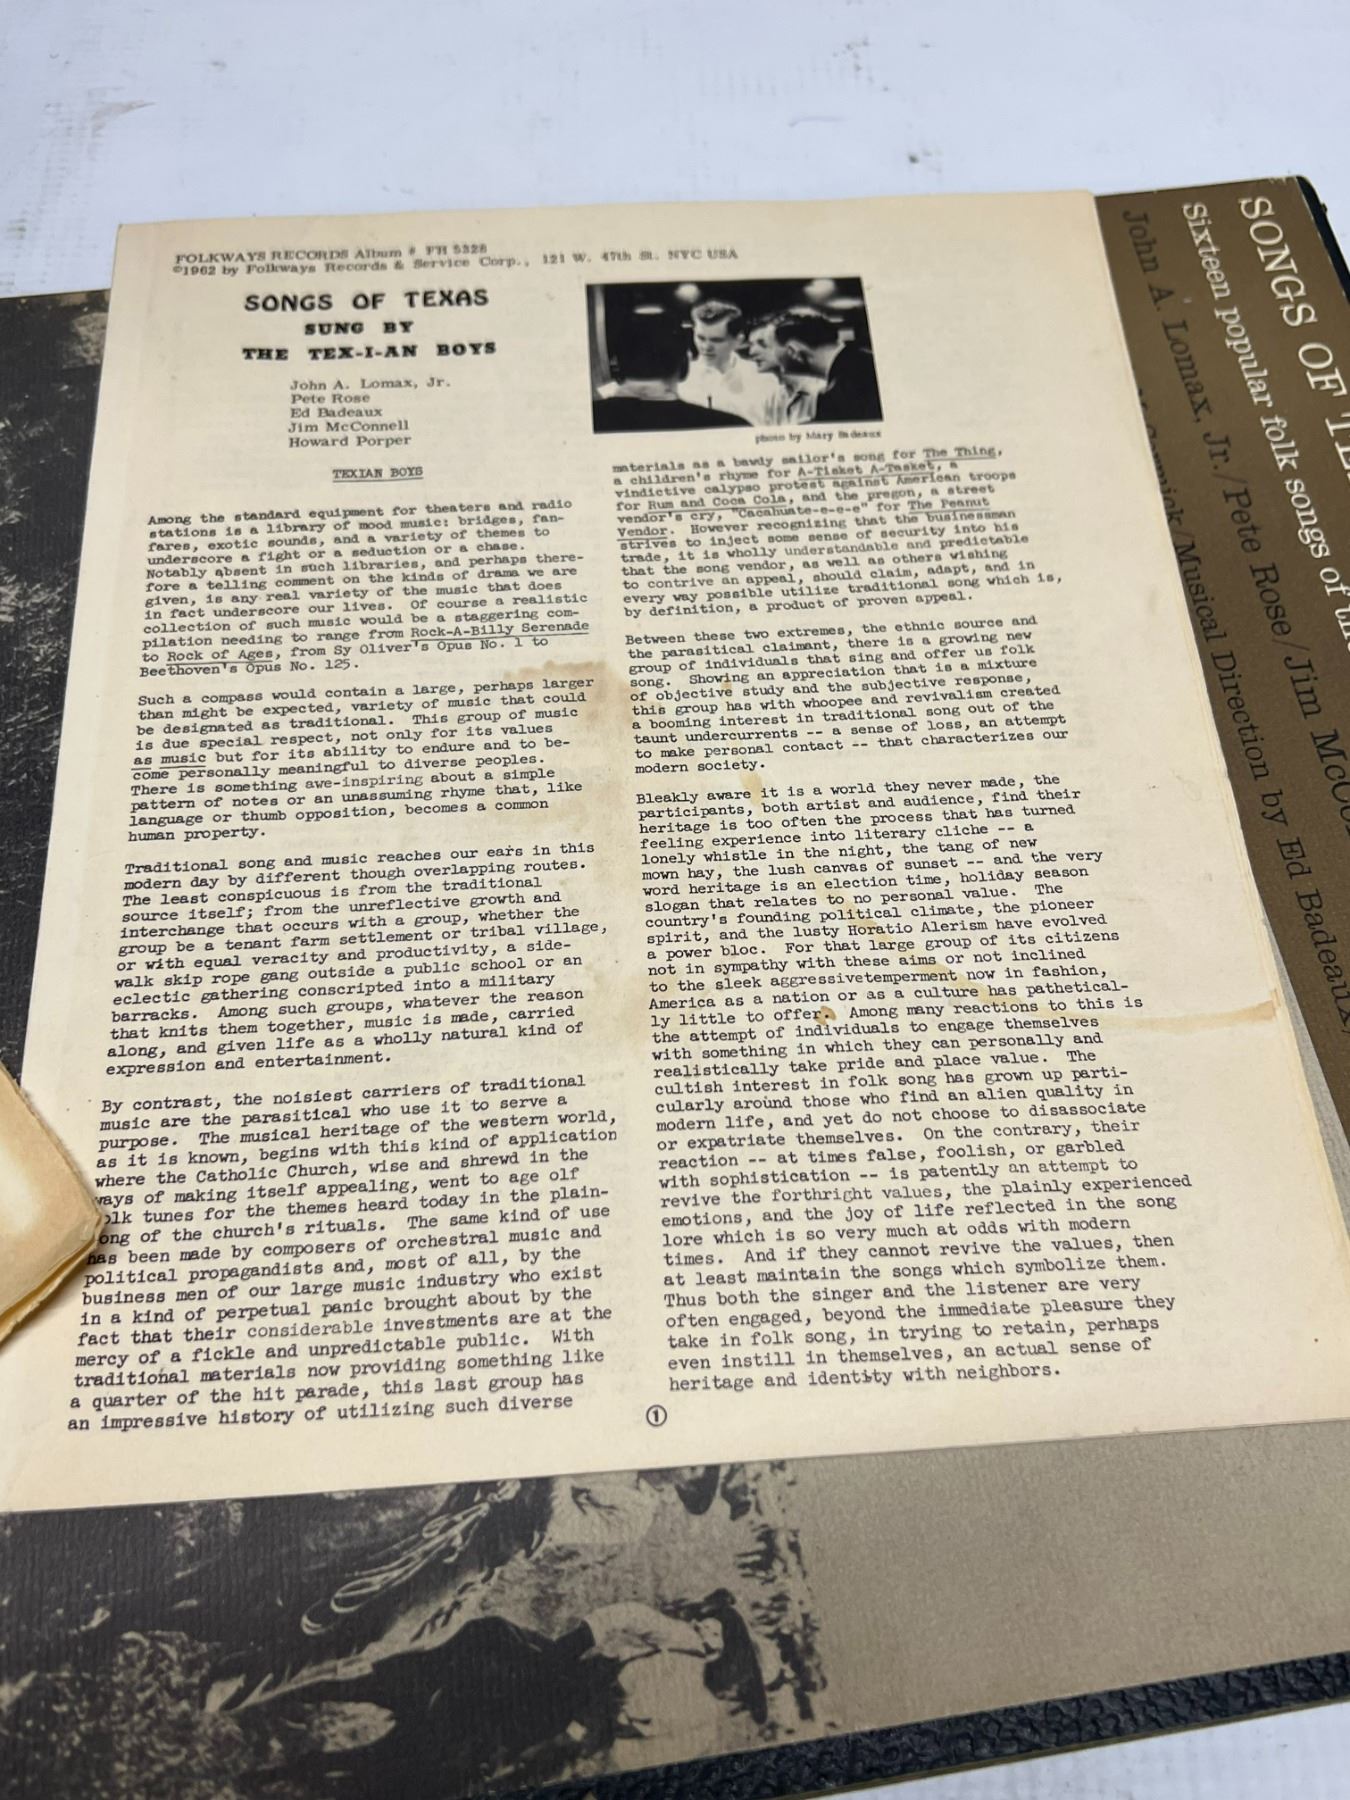 FOLKWAYS RECORDS Album # FH 5328
©1962 by Folkways Records & Service Corp., 121 W. 47th St. NYC USA
SONGS OF TEXAS
SUNG BY
THE TEX-I-AN BOYS
John A. Lomax, Jr.
Pete Rose
Ed Badeaux
Jim McConnell
Howard Porper
TEXIAN BOYS
Among the standard equipment for theaters and radio
stations is a library of mood music: bridges, fan-
fares, exotic sounds, and a variety of themes to
underscore a fight or a seduction or a chase.
Notably absent in such libraries, and perhaps there-
fore a telling comment on the kinds of drama we are
given, is any real variety of the music that does
in fact underscore our lives. Of course a realistic
collection of such music would be a staggering com-
pilation needing to range from Rock-A-Billy Serenade
to Rock of Ages, from Sy Oliver's Opus No. 1 to
Beethoven's Opus No. 125.
Such a compass would contain a large, perhaps larger
than might be expected, variety of music that could
be designated as traditional. This group of music
is due special respect, not only for its values
as music but for its ability to endure and to be-
come personally meaningful to diverse peoples.
There is something awe-inspiring about a simple
pattern of notes or an unassuming rhyme that, like
language or thumb opposition, becomes a common
human property.
Traditional song and music reaches our ears in this
modern day by different though overlapping routes.
The least conspicuous is from the traditional
source itself; from the unreflective growth and
interchange that occurs with a group, whether the
group be a tenant farm settlement or tribal village,
or with equal veracity and productivity, a side-
walk skip rope gang outside a public school or an
eclectic gathering conscripted into a military
barracks. Among such groups, whatever the reason
that knits them together, music is made, carried
along, and given life as a wholly natural kind of
expression and entertainment.
By contrast, the noisiest carriers of traditional
music are the parasitical who use it to serve a
purpose. The musical heritage of the western world,
as it is known, begins with this kind of application
where the Catholic Church, wise and shrewd in the
ways of making itself appealing, went to age olf
olk tunes for the themes heard today in the plain-
ong of the church's rituals. The same kind of use
has been made by composers of orchestral music and
political propagandists and, most of all, by the
business men of our large music industry who exist
in a kind of perpetual panic brought about by the
fact that their considerable investments are at the
mercy of a fickle and unpredictable public. With
traditional materials now providing something like
a quarter of the hit parade, this last group has
an impressive history of utilizing such diverse
photo by Mary Badeaux
materials as a bawdy sailor's song for The Thing,
a children's rhyme for A-Tisket A-Tasket, a
vindictive calypso protest against American troops
for Rum and Coca Cola, and the pregon, a street
vendor's cry, "Cacahuate-e-e-e" for The Peanut
Vendor. However recognizing that the businessman
strives to inject some sense of security into his
trade, it is wholly understandable and predictable
that the song vendor, as well as others wishing
to contrive an appeal, should claim, adapt, and in
every way possible utilize traditional song which is,
by definition, a product of proven appeal.
Between these two extremes, the ethnic source and
the parasitical claimant, there is a growing new
group of individuals that sing and offer us folk
song. Showing an appreciation that is a mixture
of objective study and the subjective response,
this group has with whoopee and revivalism created
a booming interest in traditional song out of the
taunt undercurrents -- a sense of loss, an attempt
to make personal contact -- that characterizes our
modern society.
Bleakly aware it is a world they never made, the
participants, both artist and audience, find their
heritage is too often the process that has turned
feeling experience into literary cliche -- a
lonely whistle in the night, the tang of new
mown hay, the lush canvas of sunset -- and the very
word heritage is an election time, holiday season
slogan that relates to no personal value. The
country's founding political climate, the pioneer
spirit, and the lusty Horatio Alerism have evolved
a power bloc. For that large group of its citizens
not in sympathy with these aims or not inclined
to the sleek aggressivetemperment now in fashion,
America as a nation or as a culture has pathetical-
ly little to offer. Among many reactions to this is
the attempt of individuals to engage themselves
with something in which they can personally and
realistically take pride and place value. The
cultish interest in folk song has grown up parti-
cularly around those who find an alien quality in
modern life, and yet do not choose to disassociate
or expatriate themselves. On the contrary, their
reaction -- at times false, foolish, or garbled
with sophistication -- is patently an attempt to
revive the forthright values, the plainly experienced
emotions, and the joy of life reflected in the song
lore which is so very much at odds with modern
times. And if they cannot revive the values, then
at least maintain the songs which symbolize them.
Thus both the singer and the listener are very
often engaged, beyond the immediate pleasure they
take in folk song, in trying to retain, perhaps
even instill in themselves, an actual sense of
heritage and identity with neighbors.
1
SONGS OF
Sixteen popular folk songs of
John A. Lomax, Jr./Pete Rose/Jim
/Musical Direction by Ed Badeaux